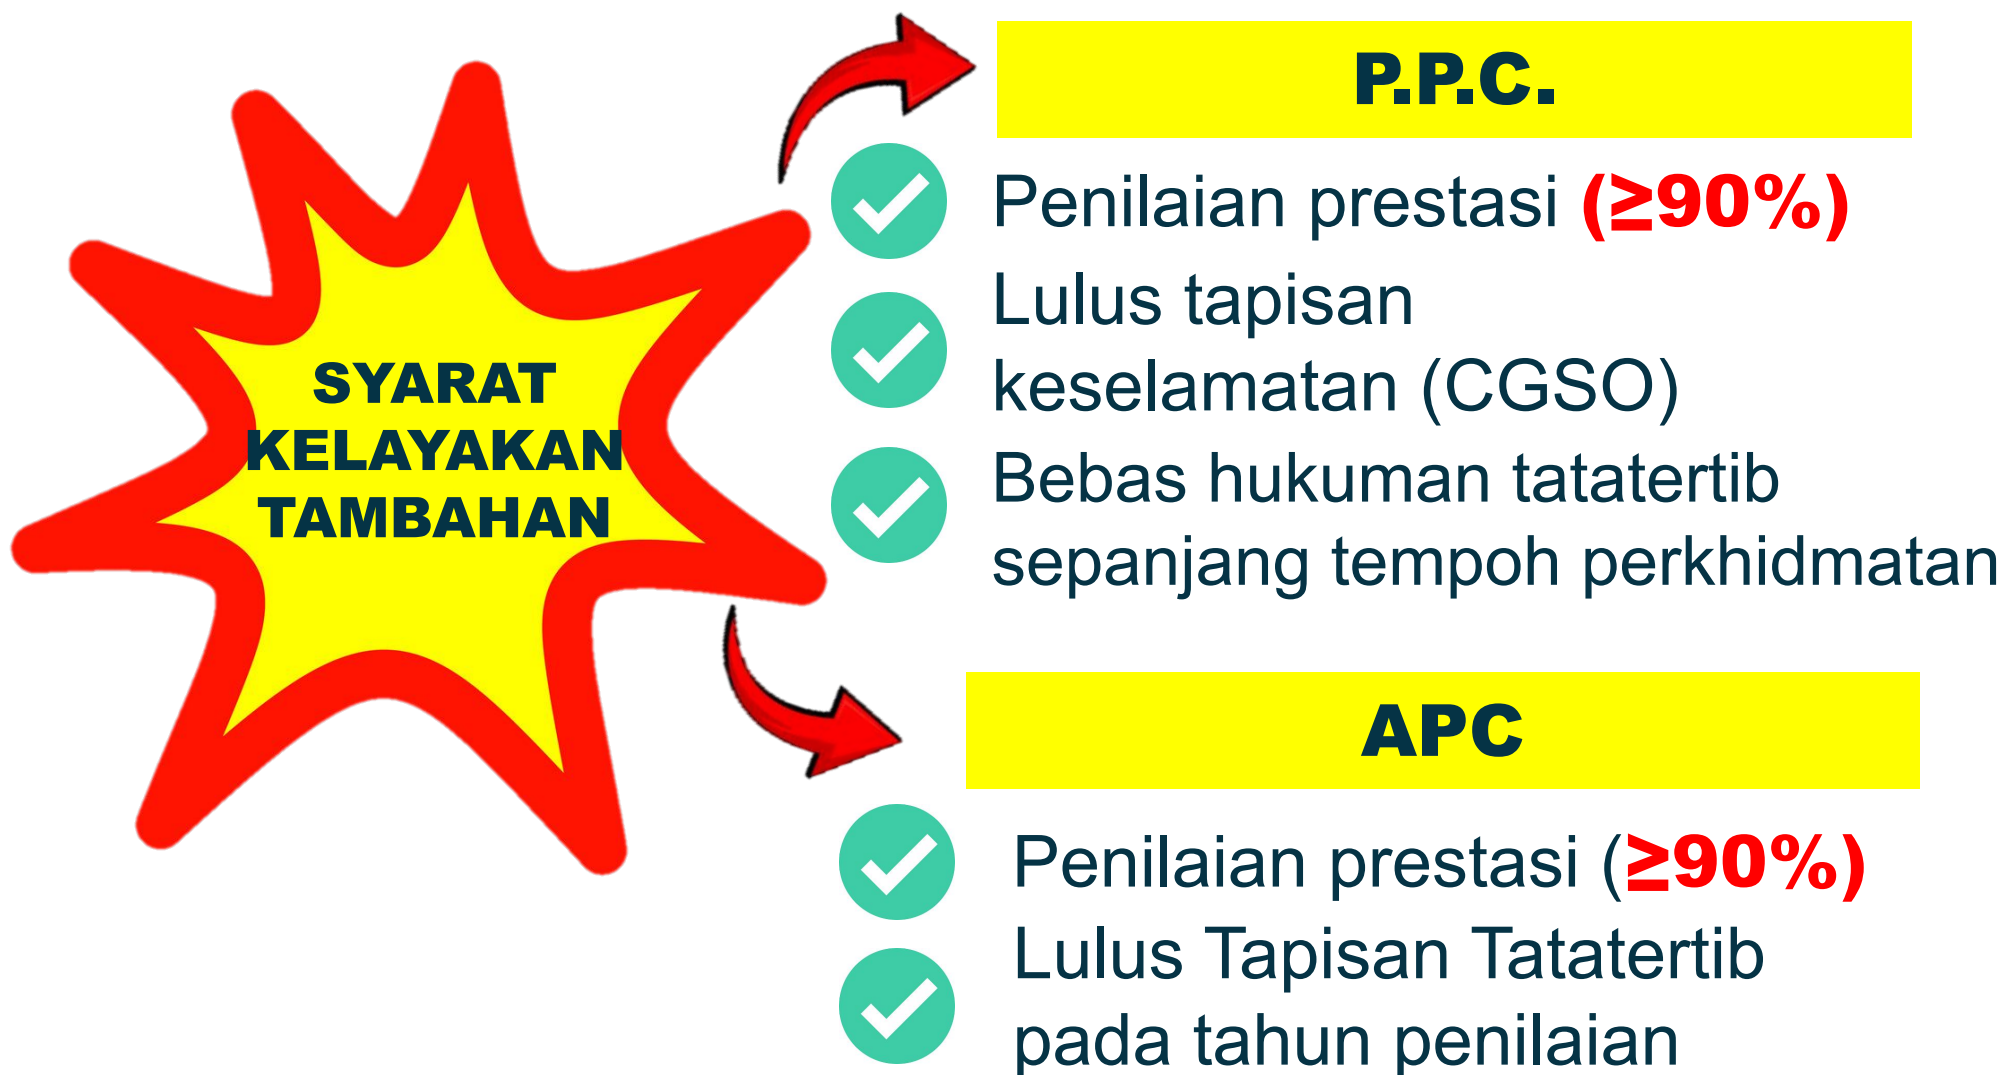 SYARAT
KELAYAKAN
TAMBAHAN
P.P.C.
Penilaian prestasi (≥90%)
Lulus tapisan
keselamatan (CGSO)
Bebas hukuman tatatertib
sepanjang tempoh perkhidmatan
APC
Penilaian prestasi (≥90%)
Lulus Tapisan Tatatertib
pada tahun penilaian